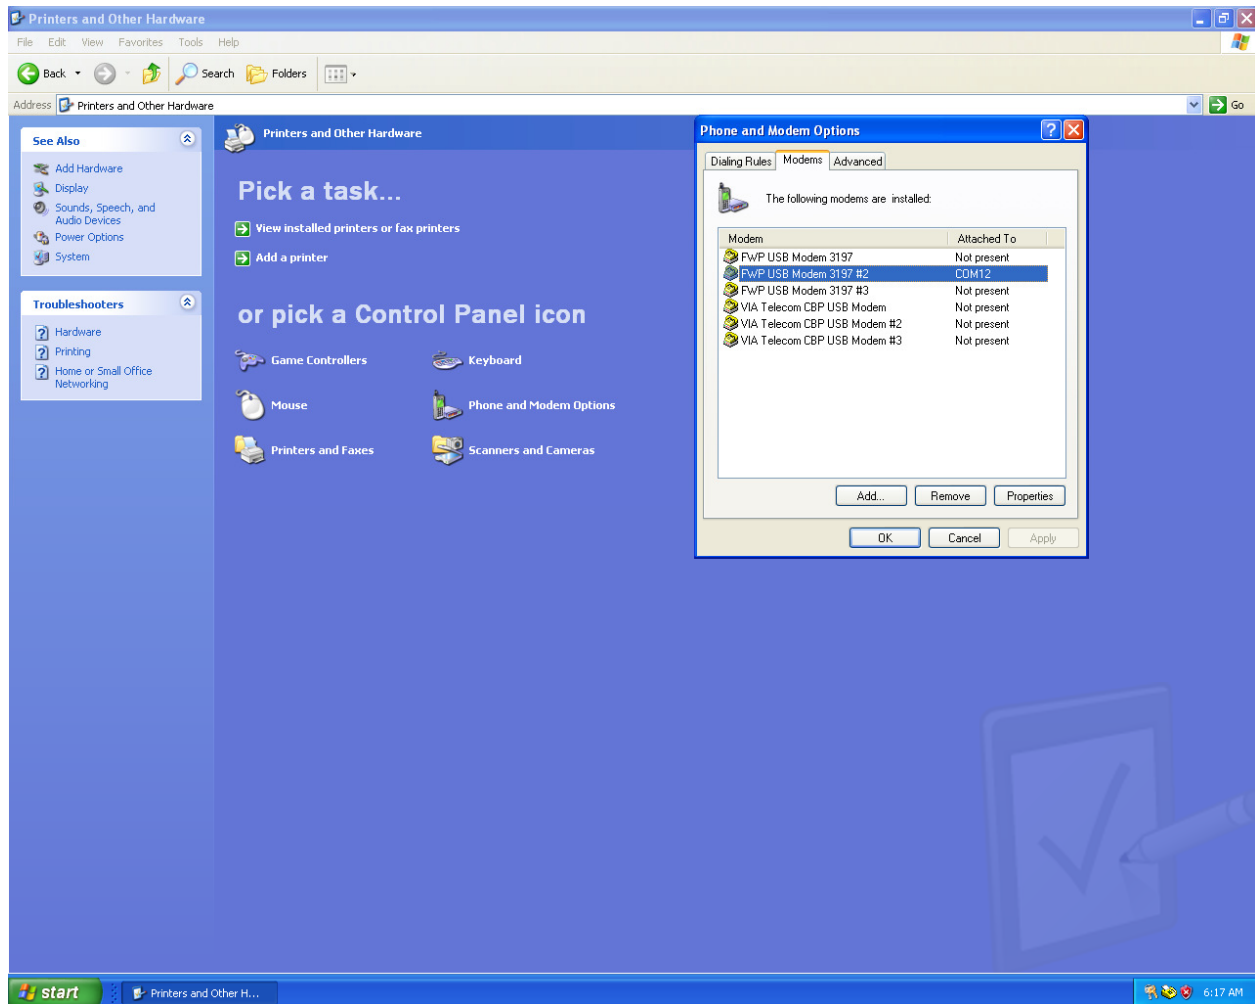 Printers and Other Hardware
File Edit View Favorites Tools Help
Back Search Folders
Address Printers and Other Hardware Go
See Also
Add Hardware
Display
Sounds, Speech, and
Audio Devices
Power Options
System
Troubleshooters
Hardware
Printing
Home or Small Office
Networking
Printers and Other Hardware
Pick a task...
View installed printers or fax printers
Add a printer
or pick a Control Panel icon
Game Controllers Keyboard
Mouse Phone and Modem Options
Printers and Faxes Scanners and Cameras
Phone and Modem Options
Dialing Rules Modems Advanced
The following modems are installed:
Modem Attached To
FWP USB Modem 3197 Not present
FWP USB Modem 3197 #2 COM12
FWP USB Modem 3197 #3 Not present
VIA Telecom CBP USB Modem Not present
VIA Telecom CBP USB Modem #2 Not present
VIA Telecom CBP USB Modem #3 Not present
Add... Remove Properties
OK Cancel Apply
start Printers and Other H... 6:17 AM